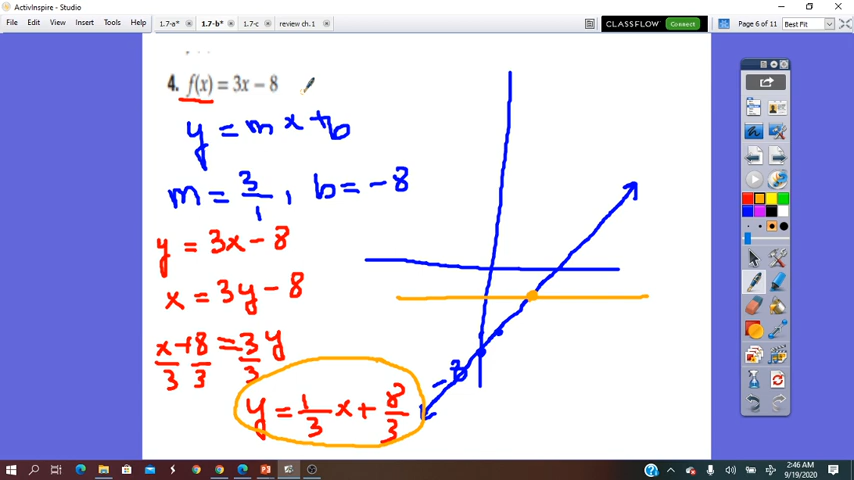 ActivInspire - Studio
File Edit View Insert Tools Help
1.7-a* 1.7-b* 1.7-c review ch.1
CLASSFLOW Connect
Page 6 of 11 Best Fit
4. f(x) = 3x − 8
y = mx + b
m = 3/1, b = -8
y = 3x - 8
x = 3y - 8
x/3 + 8/3 = 3/3 y
y = 1/3 x + 8/3
2:46 AM
9/19/2020